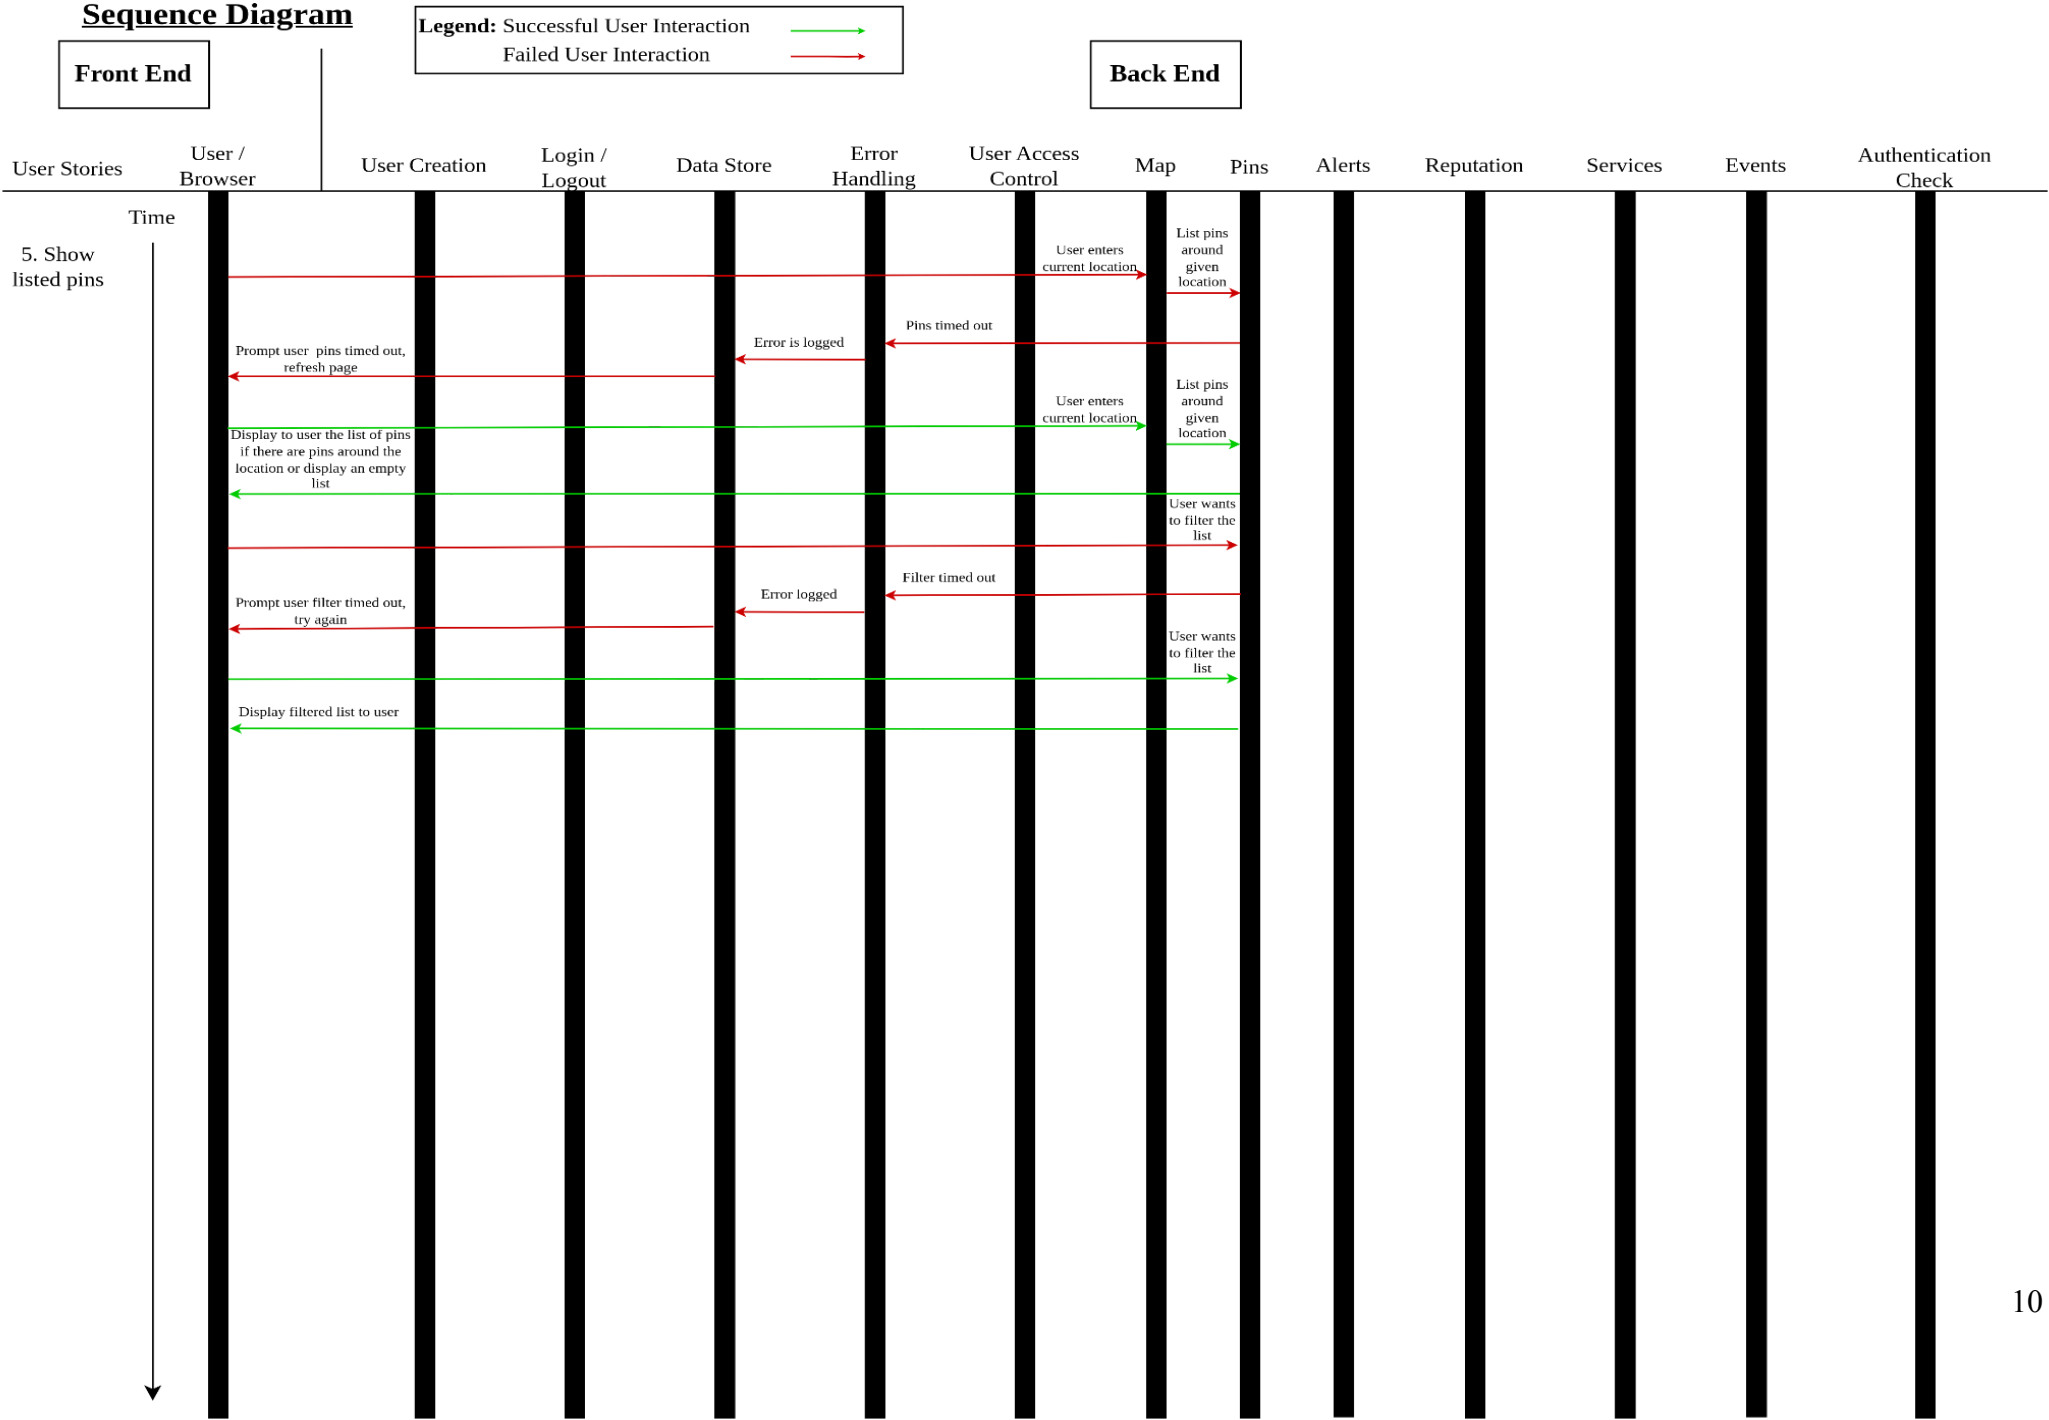 Sequence Diagram
Legend: Successful User Interaction
Failed User Interaction
Front End
Back End
User Stories
User /
Browser
User Creation
Login /
Logout
Data Store
Error
Handling
User Access
Control
Map
Pins
Alerts
Reputation
Services
Events
Authentication
Check
Time
5. Show
listed pins
User enters
current location
List pins
around
given
location
Pins timed out
Error is logged
Prompt user  pins timed out,
refresh page
User enters
current location
List pins
around
given
location
Display to user the list of pins
if there are pins around the
location or display an empty
list
User wants
to filter the
list
Filter timed out
Error logged
Prompt user filter timed out,
try again
User wants
to filter the
list
Display filtered list to user
10